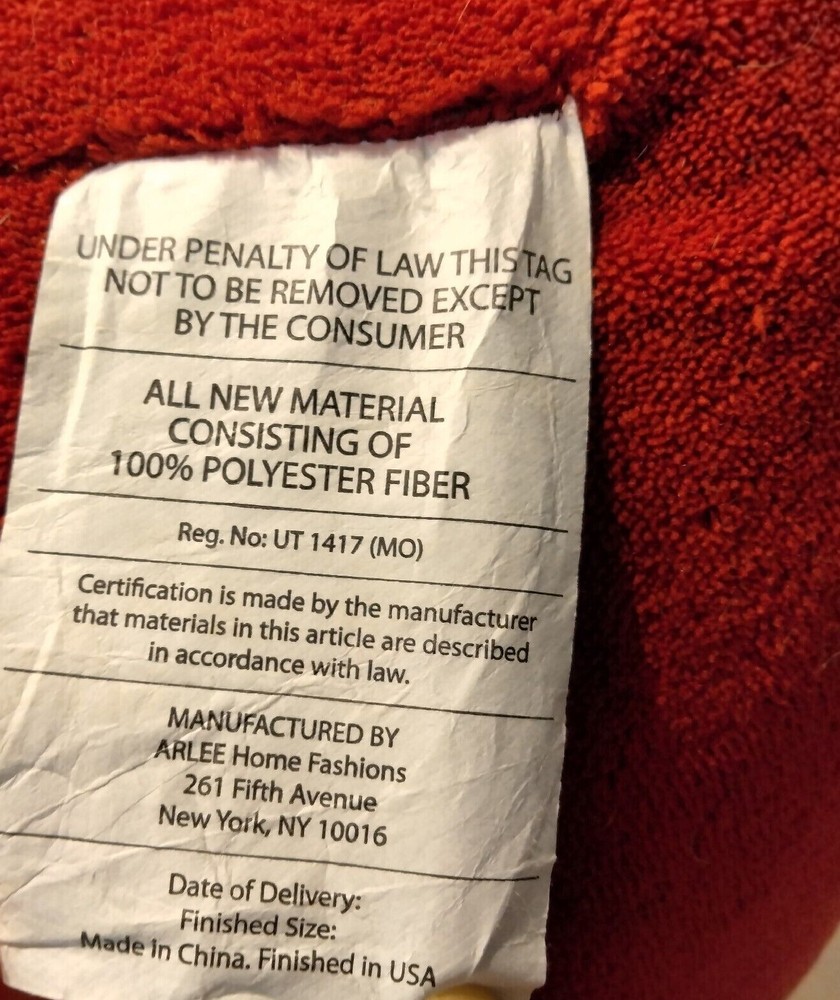 UNDER PENALTY OF LAW THIS TAG
NOT TO BE REMOVED EXCEPT
BY THE CONSUMER
ALL NEW MATERIAL
CONSISTING OF
100% POLYESTER FIBER
Reg. No: UT 1417 (MO)
Certification is made by the manufacturer
that materials in this article are described
in accordance with law.
MANUFACTURED BY
ARLEE Home Fashions
261 Fifth Avenue
New York, NY 10016
Date of Delivery:
Finished Size:
Made in China. Finished in USA